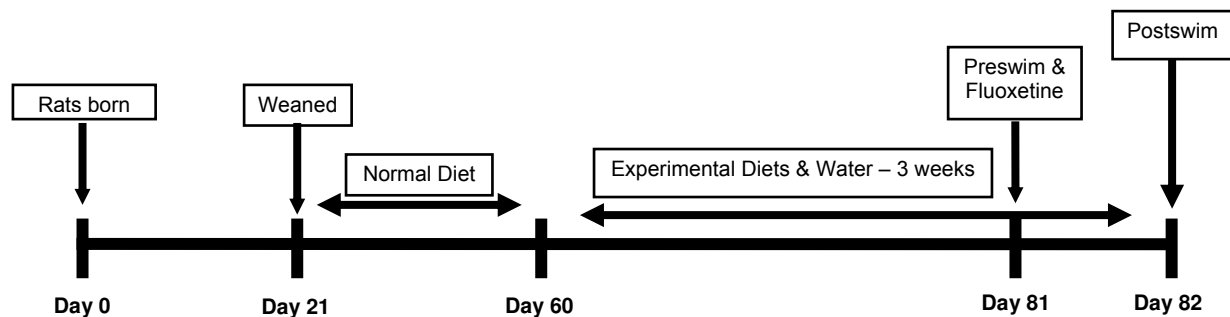 Postswim
Preswim &
Fluoxetine
Rats born
Weaned
Normal Diet
Experimental Diets & Water – 3 weeks
Day 0
Day 21
Day 60
Day 81
Day 82